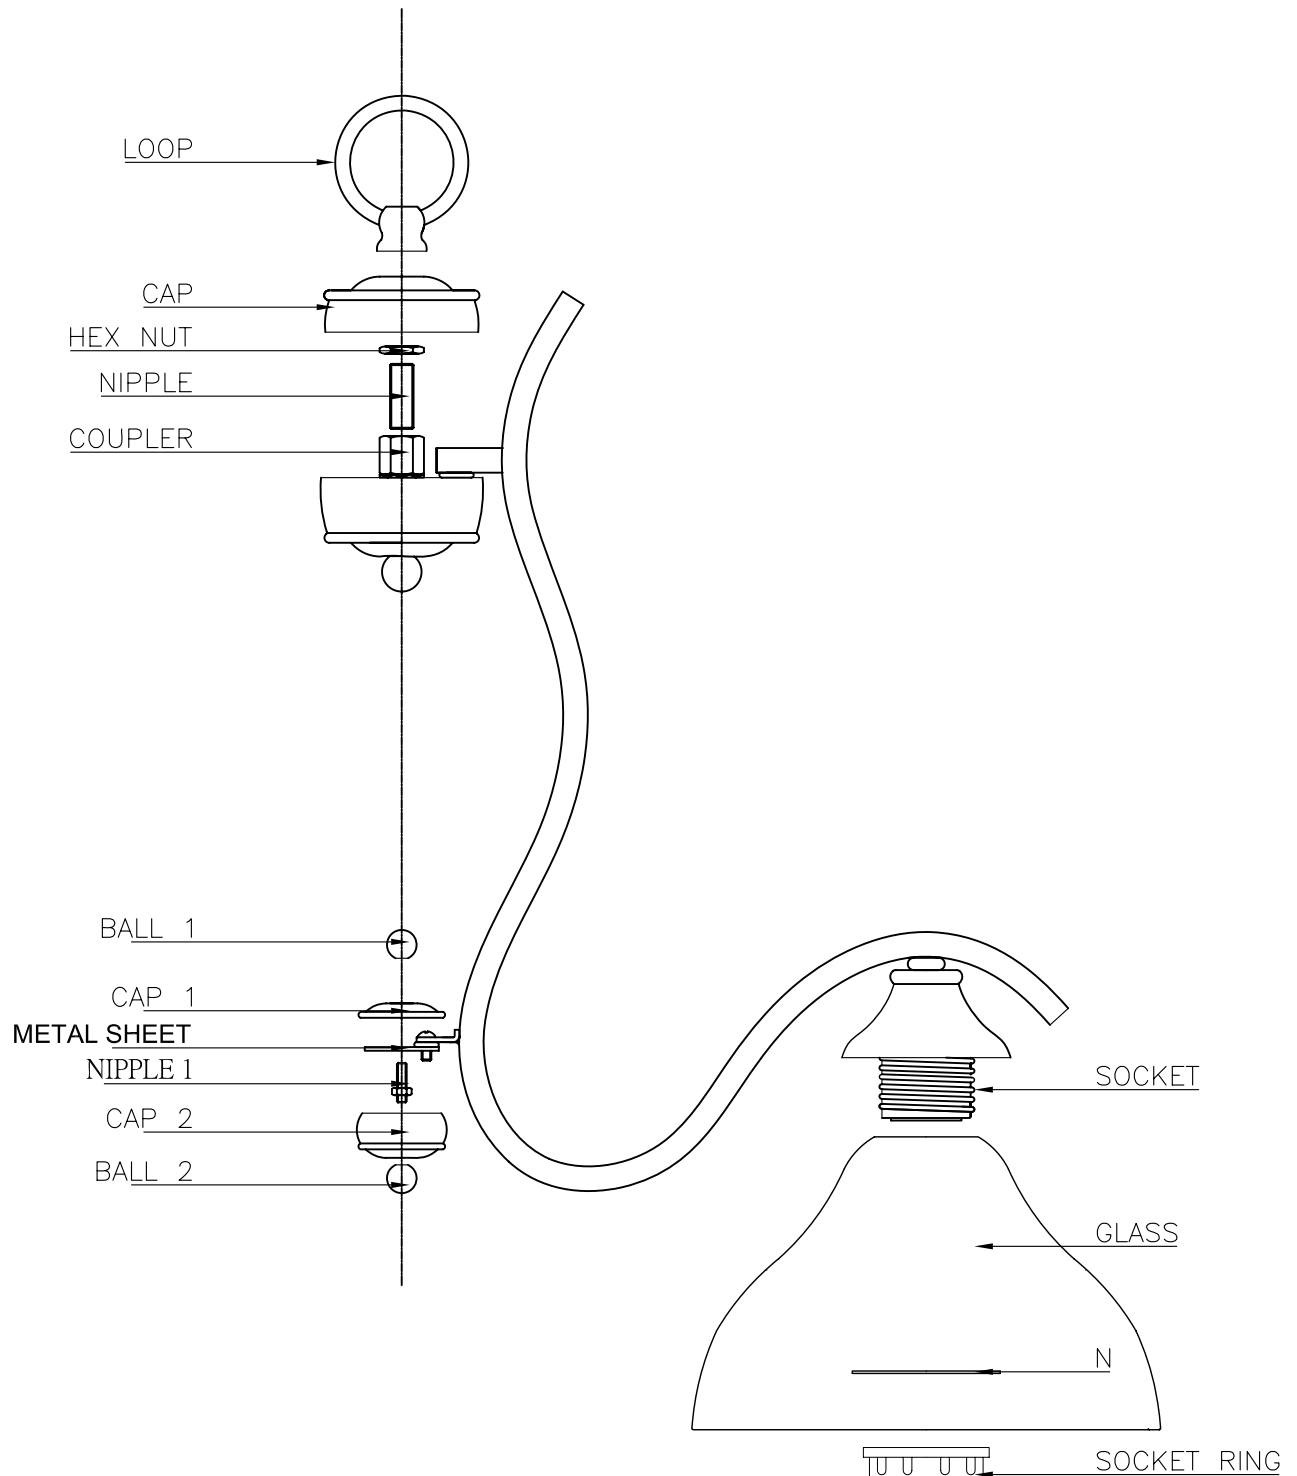 LOOP
CAP
HEX NUT
NIPPLE
COUPLER
BALL 1
CAP 1
METAL SHEET
NIPPLE 1
CAP 2
BALL 2
SOCKET
GLASS
N
SOCKET RING